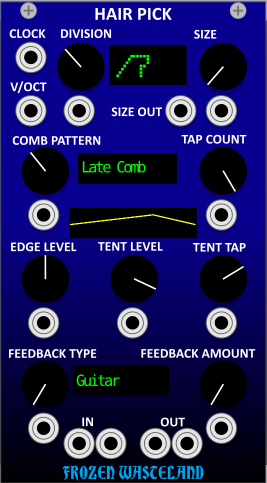 HAIR PICK
CLOCK DIVISION SIZE
V/OCT
SIZE OUT
COMB PATTERN TAP COUNT
Late Comb
EDGE LEVEL TENT LEVEL TENT TAP
FEEDBACK TYPE FEEDBACK AMOUNT
Guitar
IN OUT
FROZEN WASTELAND